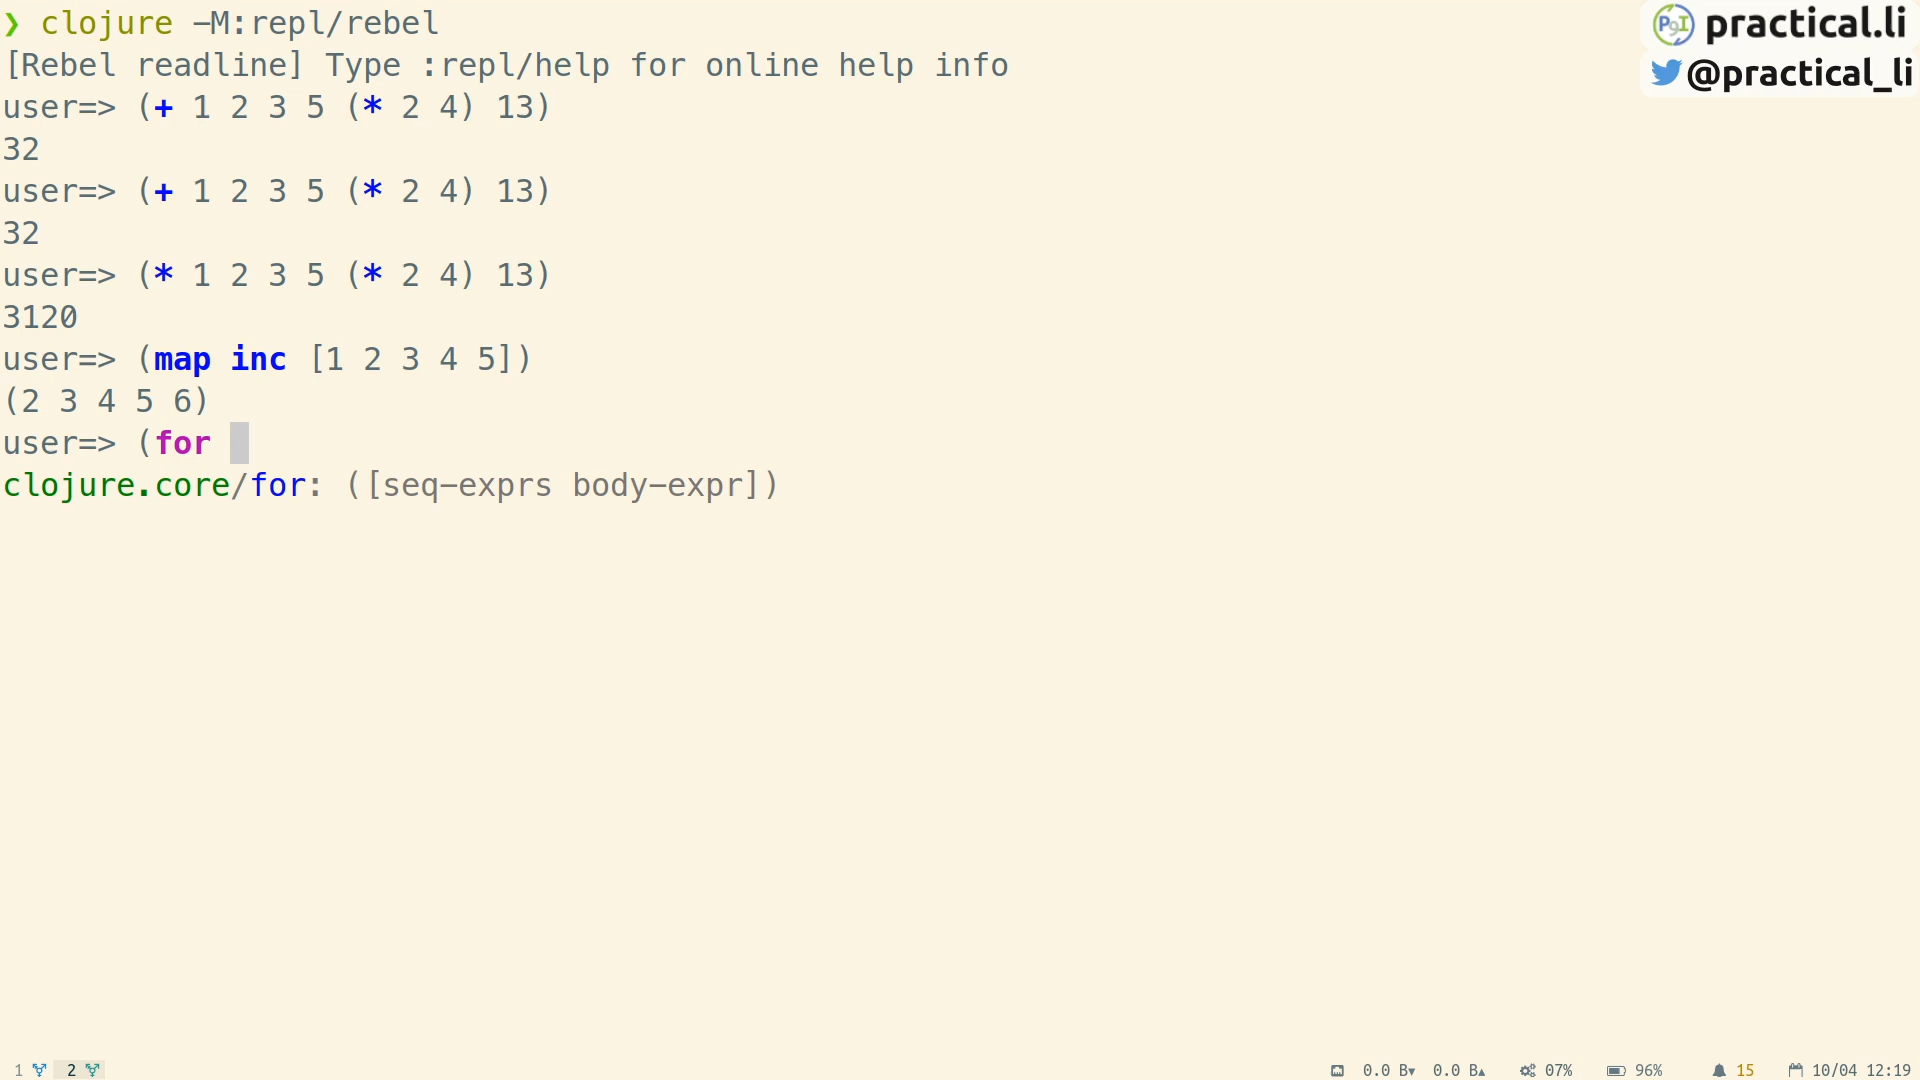 ❯ clojure -M:repl/rebel
[Rebel readline] Type :repl/help for online help info
user=> (+ 1 2 3 5 (* 2 4) 13)
32
user=> (+ 1 2 3 5 (* 2 4) 13)
32
user=> (* 1 2 3 5 (* 2 4) 13)
3120
user=> (map inc [1 2 3 4 5])
(2 3 4 5 6)
user=> (for
clojure.core/for: ([seq-exprs body-expr])
practical.li
@practical_li
1 2 0.0 B▾ 0.0 B▴ 07% 96% 15 10/04 12:19